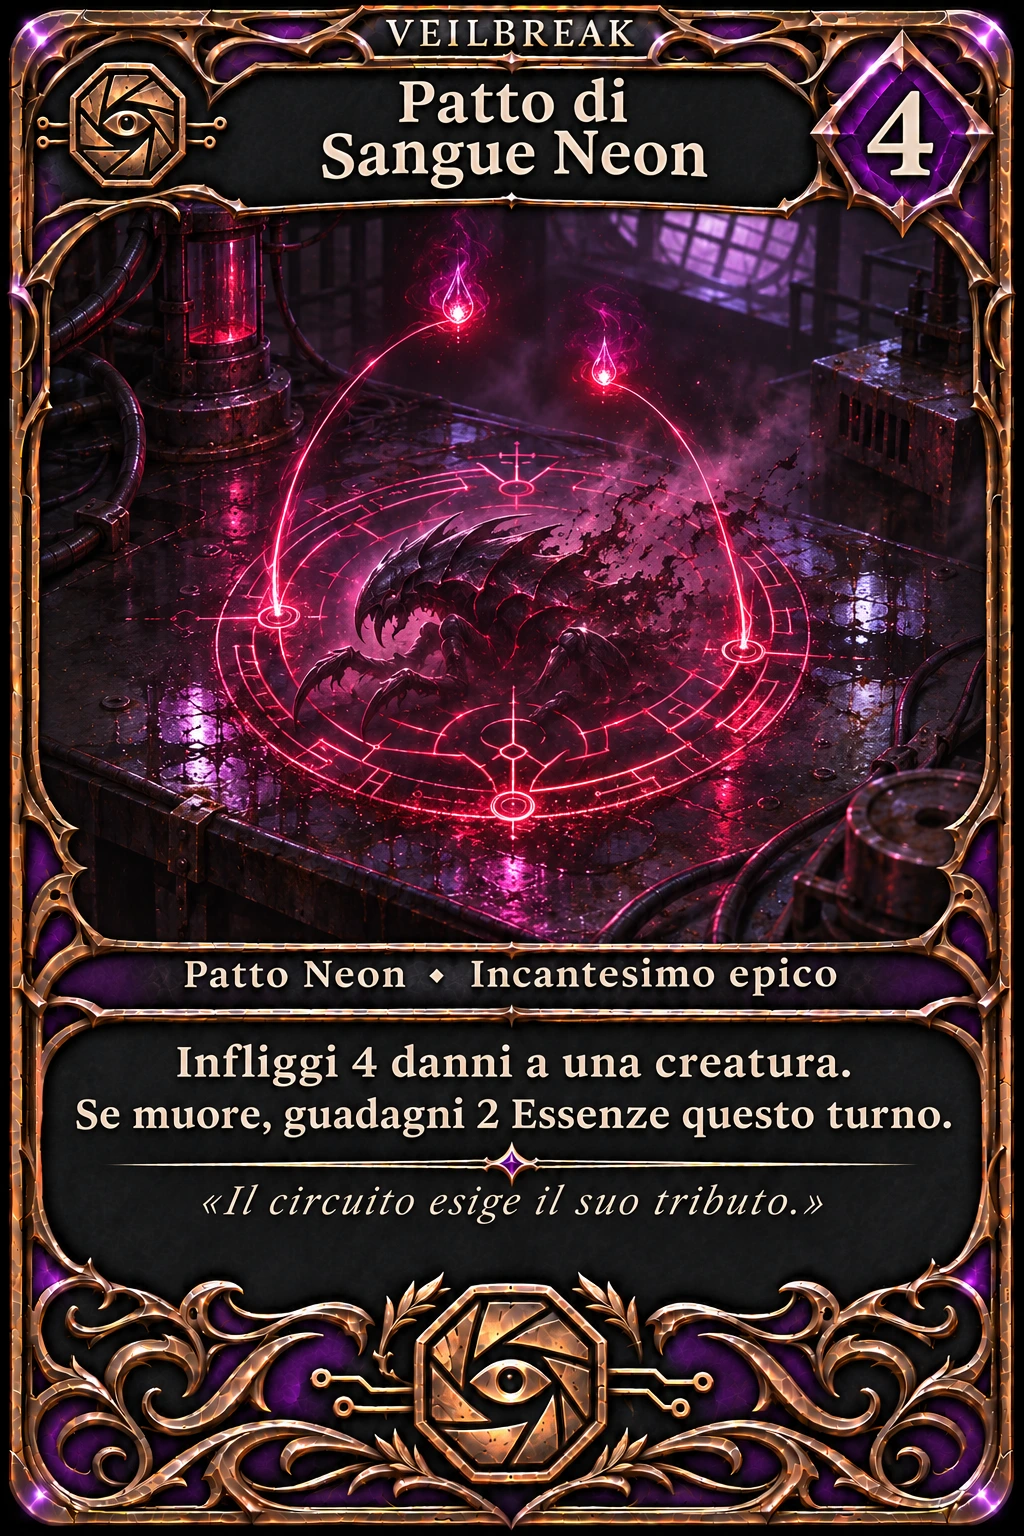 VEILBREAK
Patto di
Sangue Neon
4
Patto Neon ⬥ Incantesimo epico
Infliggi 4 danni a una creatura.
Se muore, guadagni 2 Essenze questo turno.
«Il circuito esige il suo tributo.»